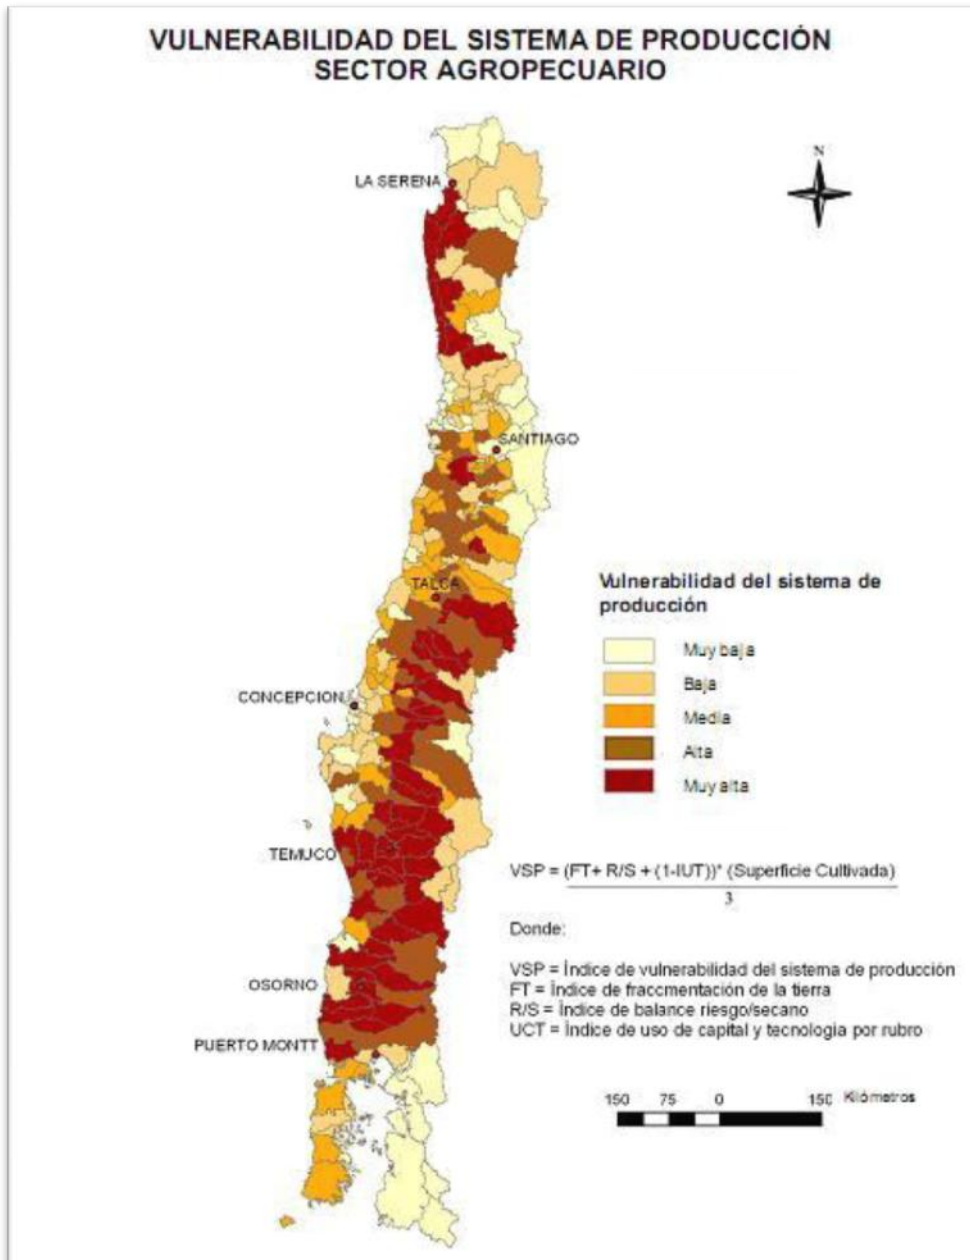 VULNERABILIDAD DEL SISTEMA DE PRODUCCIÓN
SECTOR AGROPECUARIO
N
LA SERENA
SANTIAGO
TALCA
CONCEPCION
TEMUCO
OSORNO
PUERTO MONTT
Vulnerabilidad del sistema de
producción
Muy baja
Baja
Media
Alta
Muy alta
VSP = (FT+ R/S + (1-IUT))* (Superficie Cultivada)
3
Donde:
VSP = Índice de vulnerabilidad del sistema de producción
FT = Índice de fraccmentación de la tierra
R/S = Índice de balance riesgo/secano
UCT = Índice de uso de capital y tecnologia por rubro
150 75 0 150 Kilómetros